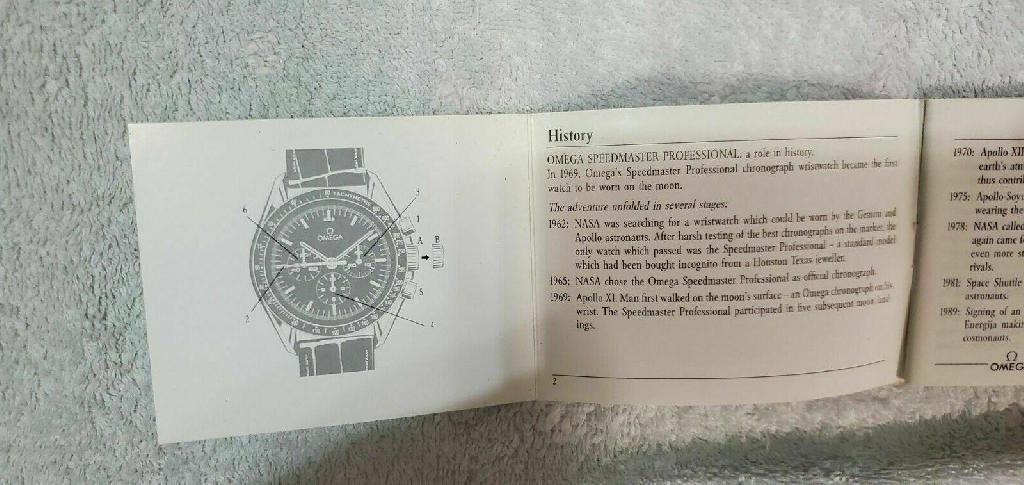 TACHYMETRE
Ω
OMEGA
6
3
1
A B
S
2
History
OMEGA SPEEDMASTER PROFESSIONAL: a role in history.
In 1969, Omega's Speedmaster Professional chronograph wristwatch became the first
watch to be worn on the moon.
The adventure unfolded in several stages:
1962: NASA was searching for a wristwatch which could be worn by the Gemini and
Apollo astronauts. After harsh testing of the best chronographs on the market, the
only watch which passed was the Speedmaster Professional – a standard model
which had been bought incognito from a Houston Texas jeweller.
1965: NASA chose the Omega Speedmaster Professional as official chronograph.
1969: Apollo XI. Man first walked on the moon's surface – an Omega chronograph on his
wrist. The Speedmaster Professional participated in five subsequent moon land-
ings.
2
1970: Apollo XII
earth's atm
thus contri
1975: Apollo-Soyu
wearing the
1978: NASA called
again came f
even more st
rivals.
1981: Space Shuttle
astronauts.
1989: Signing of an
Energija maki
cosmonauts.
Ω
OMEG